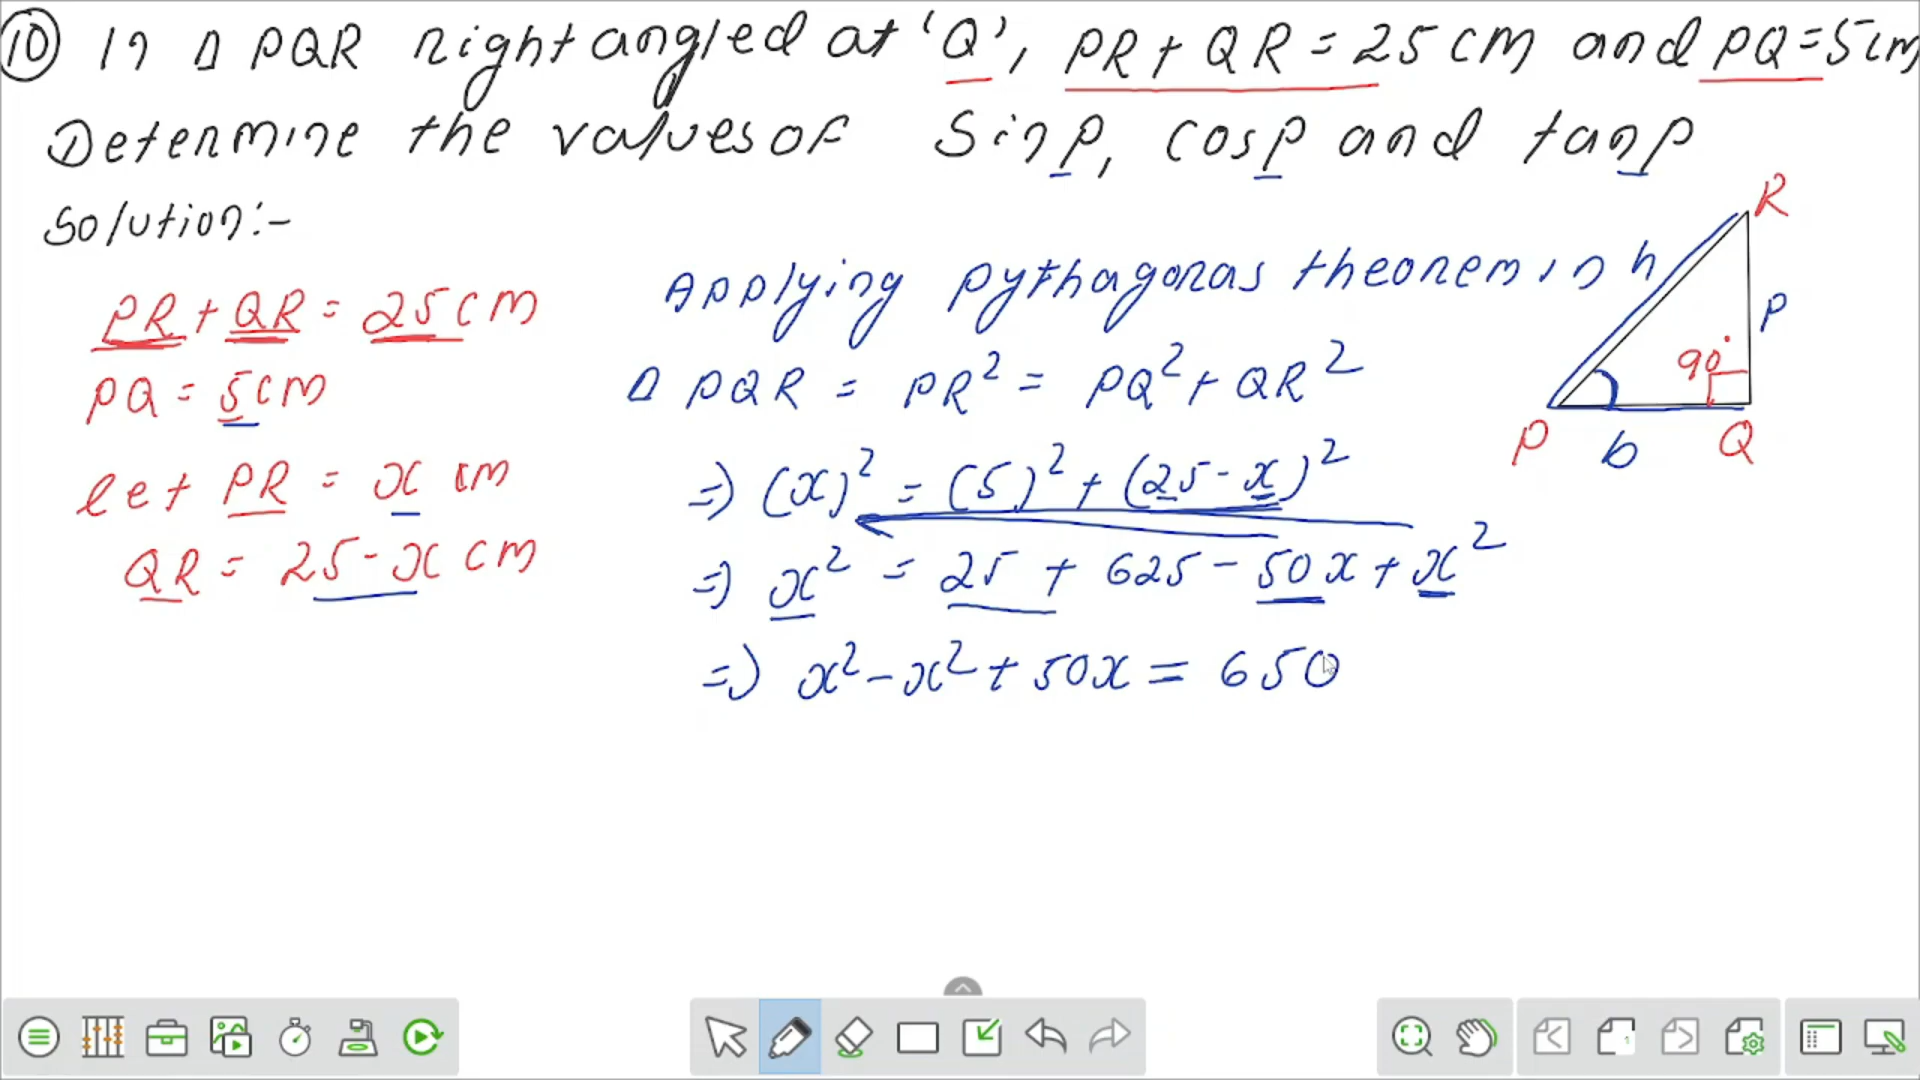 10 In Δ PQR right angled at 'Q', PR + QR = 25 cm and PQ = 5 cm
Determine the values of Sin p, cos p and tan p
Solution:-
PR + QR = 25 cm
PQ = 5 cm
let PR = x cm
QR = 25 - x cm
Applying pythagoras theorem in
Δ PQR = PR² = PQ² + QR²
=) (x)² = (5)² + (25 - x)²
=) x² = 25 + 625 - 50x + x²
=) x² - x² + 50x = 650
R
h
P
90°
P
b
Q